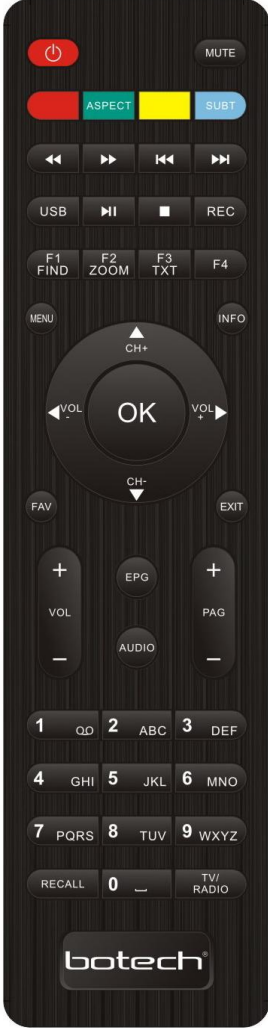 MUTE
ASPECT SUBT
USB REC
F1 F2 F3 F4
FIND ZOOM TXT
MENU INFO
CH+
VOL - OK VOL +
CH-
FAV EXIT
+ EPG +
VOL PAG
- AUDIO -
1 2 ABC 3 DEF
4 GHI 5 JKL 6 MNO
7 PQRS 8 TUV 9 WXYZ
RECALL 0 TV/
RADIO
botech®